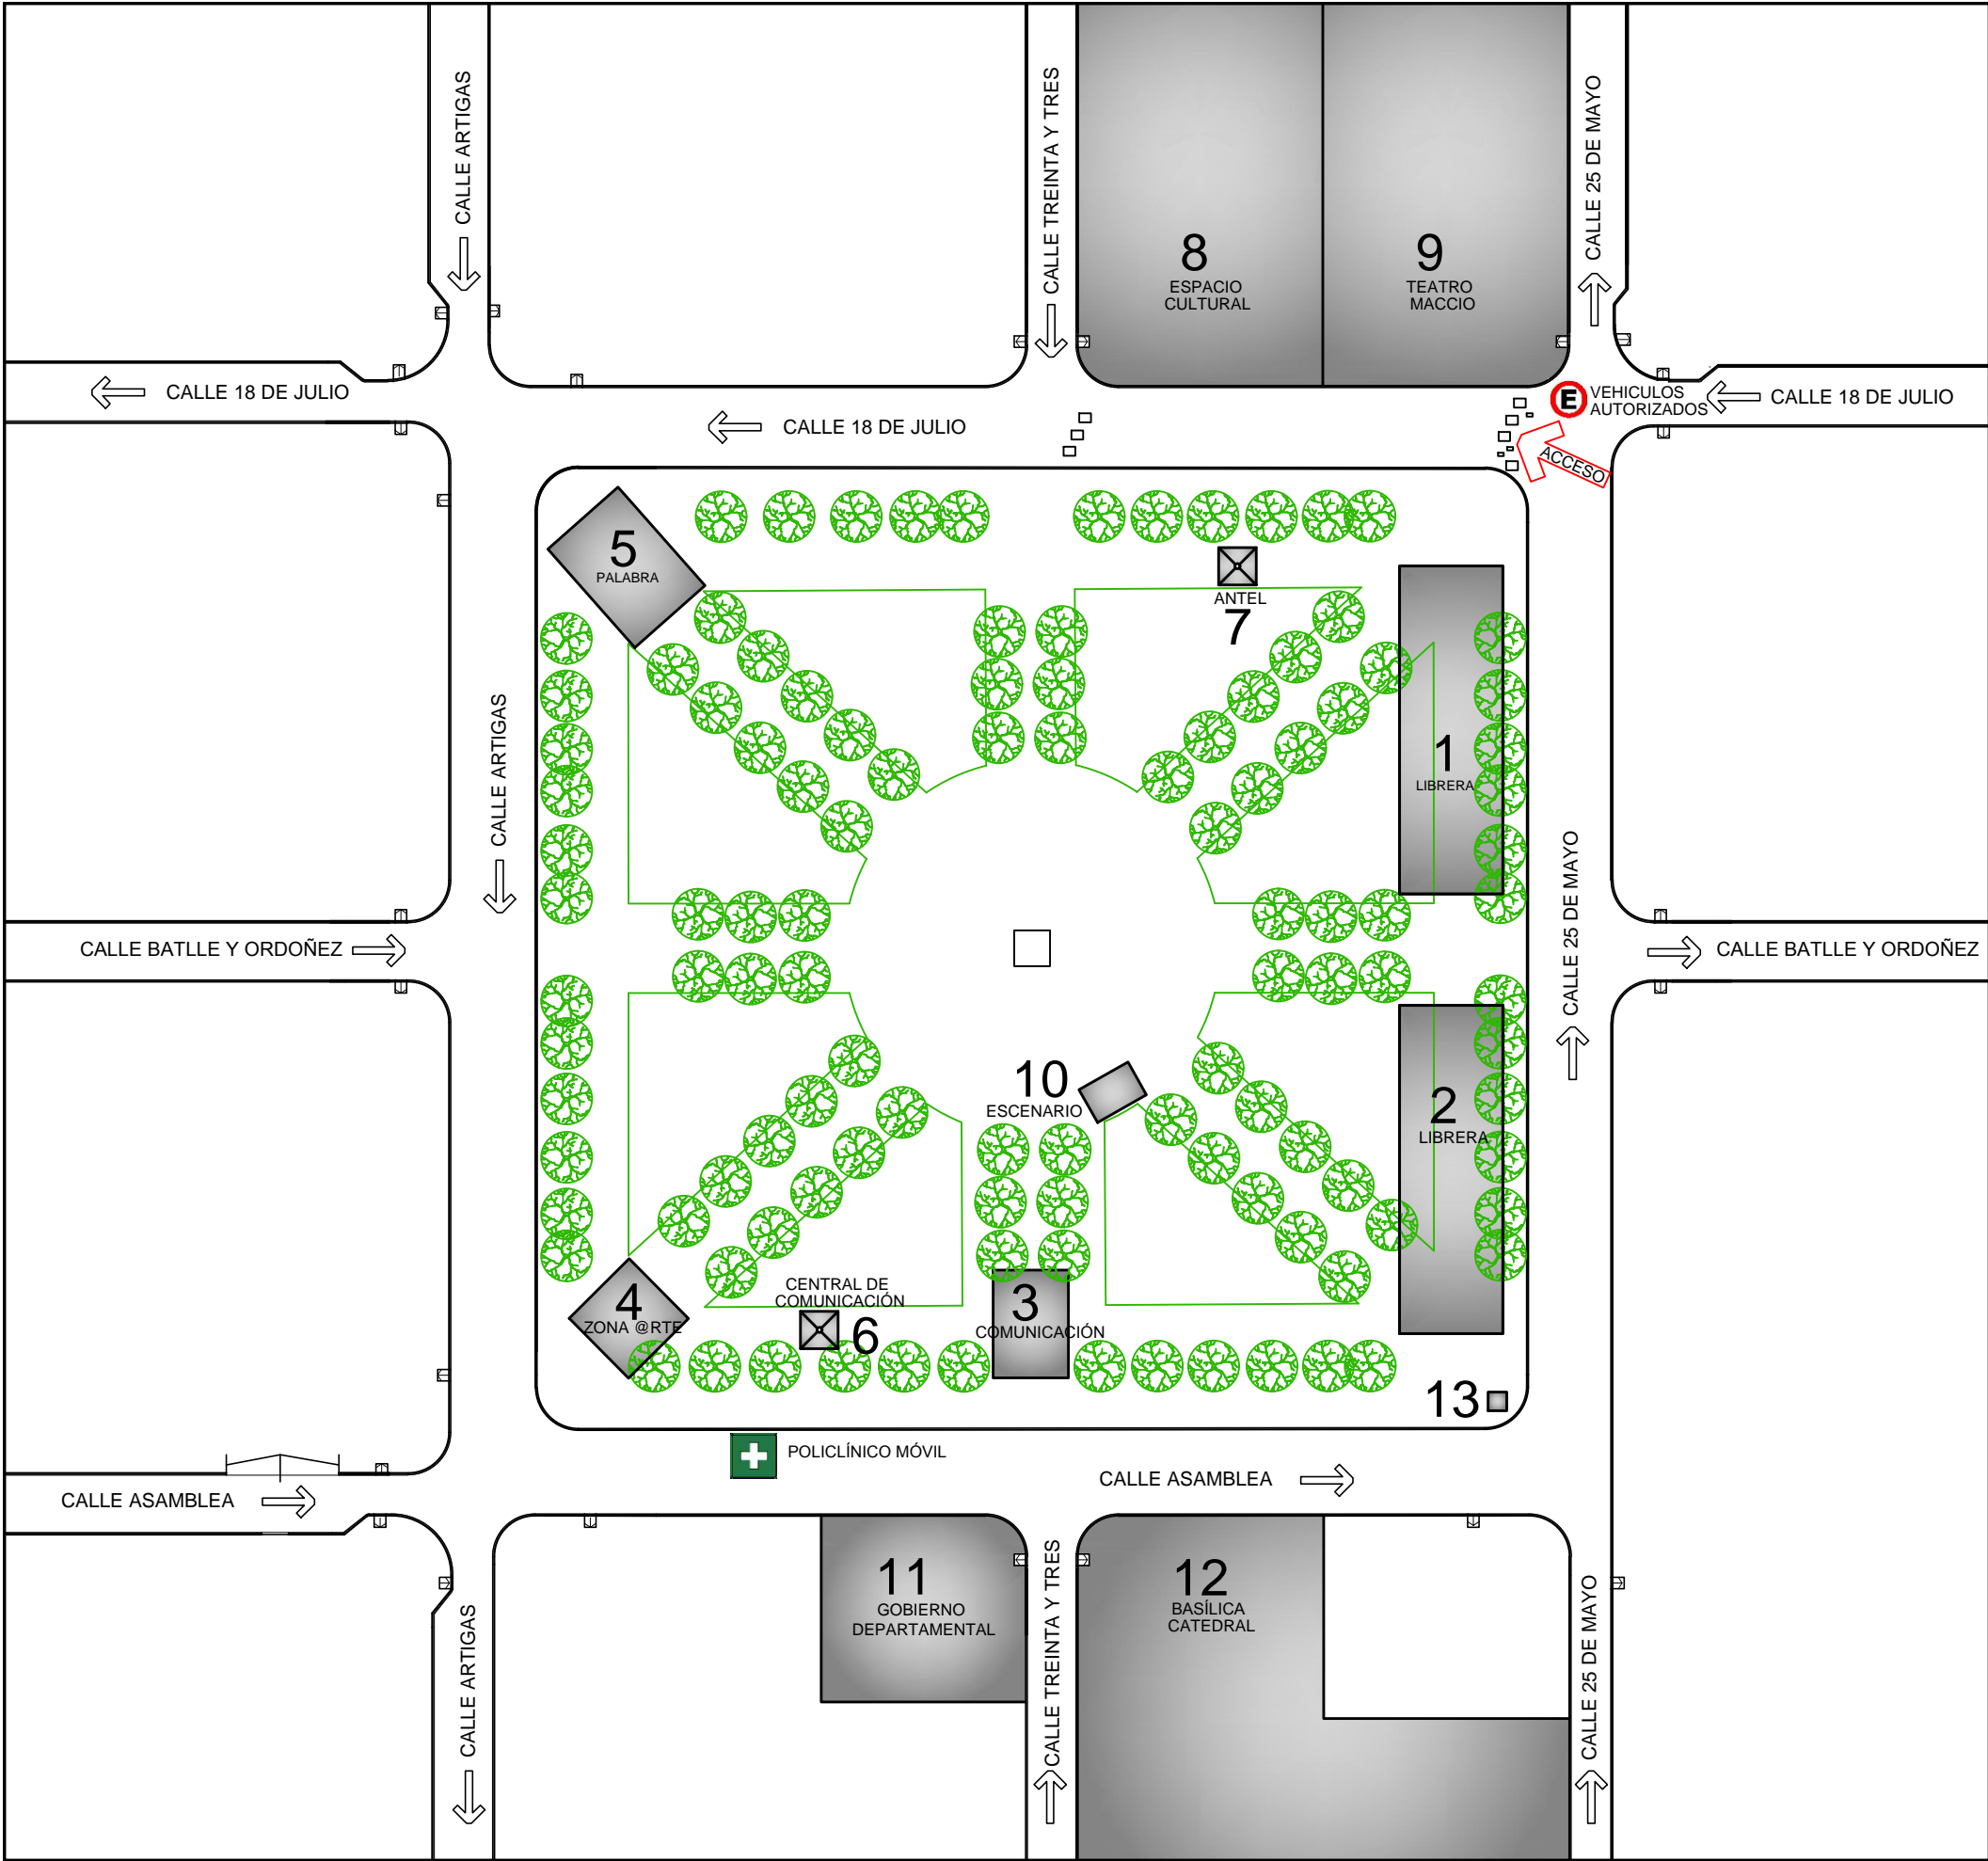 CALLE ARTIGAS
CALLE TREINTA Y TRES
CALLE 25 DE MAYO
8
ESPACIO
CULTURAL
9
TEATRO
MACCIO
CALLE 18 DE JULIO
CALLE 18 DE JULIO
E
VEHICULOS
AUTORIZADOS
CALLE 18 DE JULIO
ACCESO
5
PALABRA
ANTEL
7
1
LIBRERA
CALLE ARTIGAS
CALLE 25 DE MAYO
CALLE BATLLE Y ORDOÑEZ
CALLE BATLLE Y ORDOÑEZ
10
ESCENARIO
2
LIBRERA
4
ZONA @RTE
CENTRAL DE
COMUNICACIÓN
6
3
COMUNICACIÓN
13
POLICLÍNICO MÓVIL
CALLE ASAMBLEA
CALLE ASAMBLEA
11
GOBIERNO
DEPARTAMENTAL
12
BASÍLICA
CATEDRAL
CALLE ARTIGAS
CALLE TREINTA Y TRES
CALLE 25 DE MAYO